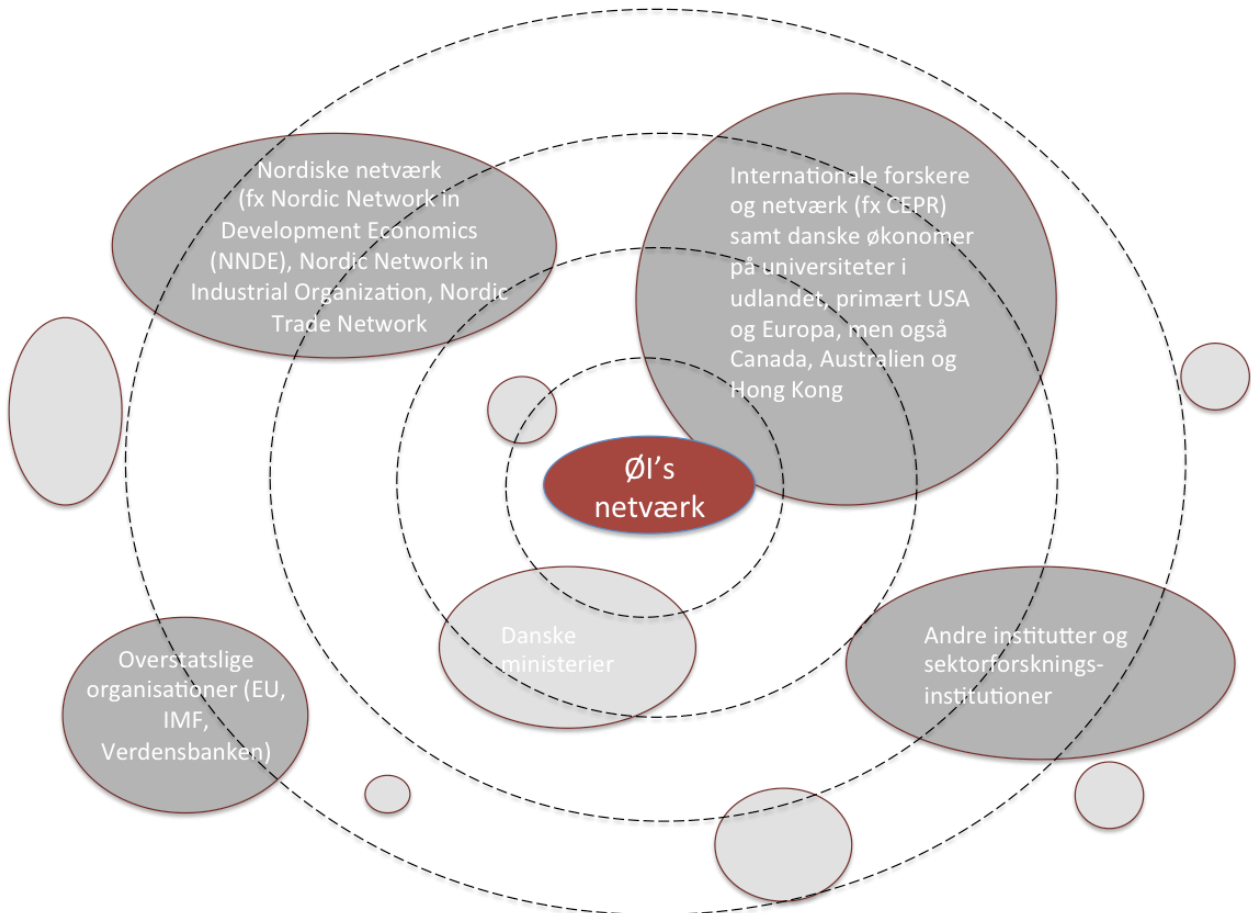 Nordiske netværk
(fx Nordic Network in
Development Economics
(NNDE), Nordic Network in
Industrial Organization, Nordic
Trade Network
Internationale forskere
og netværk (fx CEPR)
samt danske økonomer
på universiteter i
udlandet, primært USA
og Europa, men også
Canada, Australien og
Hong Kong
ØI’s
netværk
Danske
ministerier
Andre institutter og
sektorforsknings-
institutioner
Overstatslige
organisationer (EU,
IMF,
Verdensbanken)